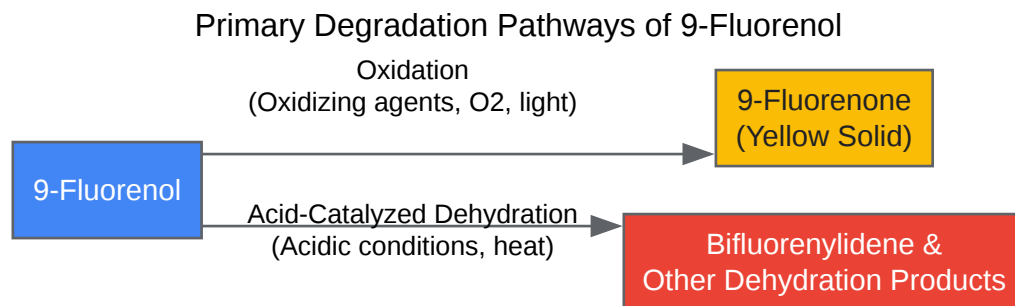 Primary Degradation Pathways of 9-Fluorenol
Oxidation
(Oxidizing agents, O2, light)
9-Fluorenone
(Yellow Solid)
9-Fluorenol
Acid-Catalyzed Dehydration
(Acidic conditions, heat)
Bifluorenylidene &
Other Dehydration Products